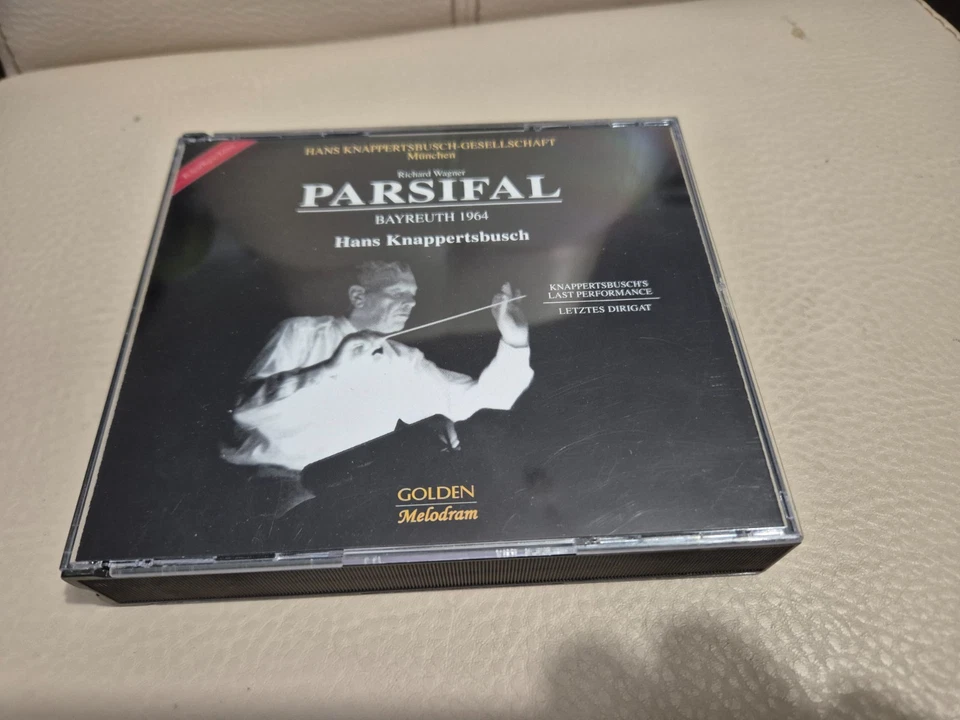 HANS KNAPPERTSBUSCH-GESELLSCHAFT
München
Richard Wagner
PARSIFAL
BAYREUTH 1964
Hans Knappertsbusch
KNAPPERTSBUSCH'S
LAST PERFORMANCE
LETZTES DIRIGAT
GOLDEN
Melodram